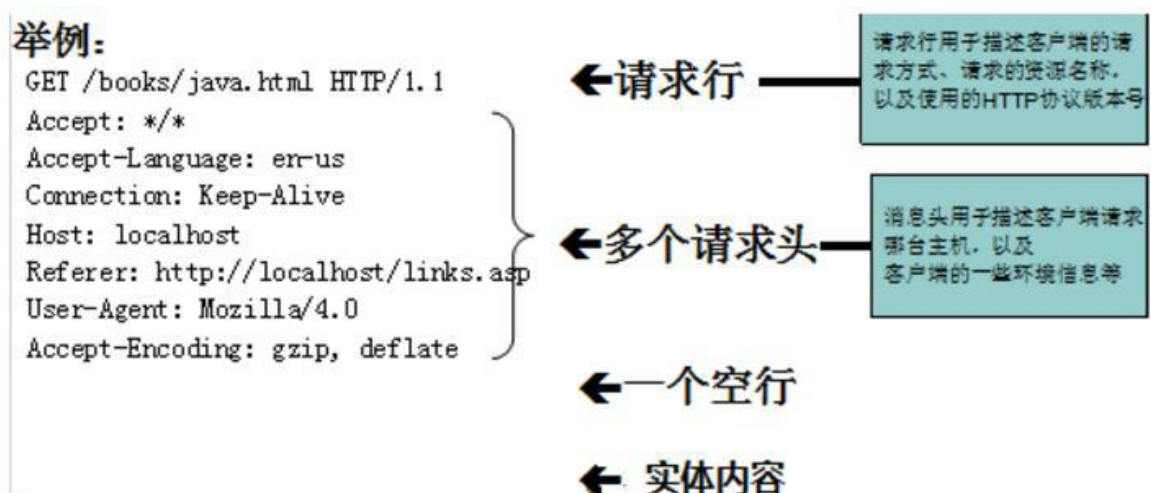 举例:
GET /books/java.html HTTP/1.1
Accept: */*
Accept-Language: en-us
Connection: Keep-Alive
Host: localhost
Referer: http://localhost/links.asp
User-Agent: Mozilla/4.0
Accept-Encoding: gzip, deflate
请求行
请求行用于描述客户端的请
求方式、请求的资源名称,
以及使用的HTTP协议版本号
多个请求头
消息头用于描述客户端请求
哪台主机,以及
客户端的一些环境信息等
一个空行
实体内容